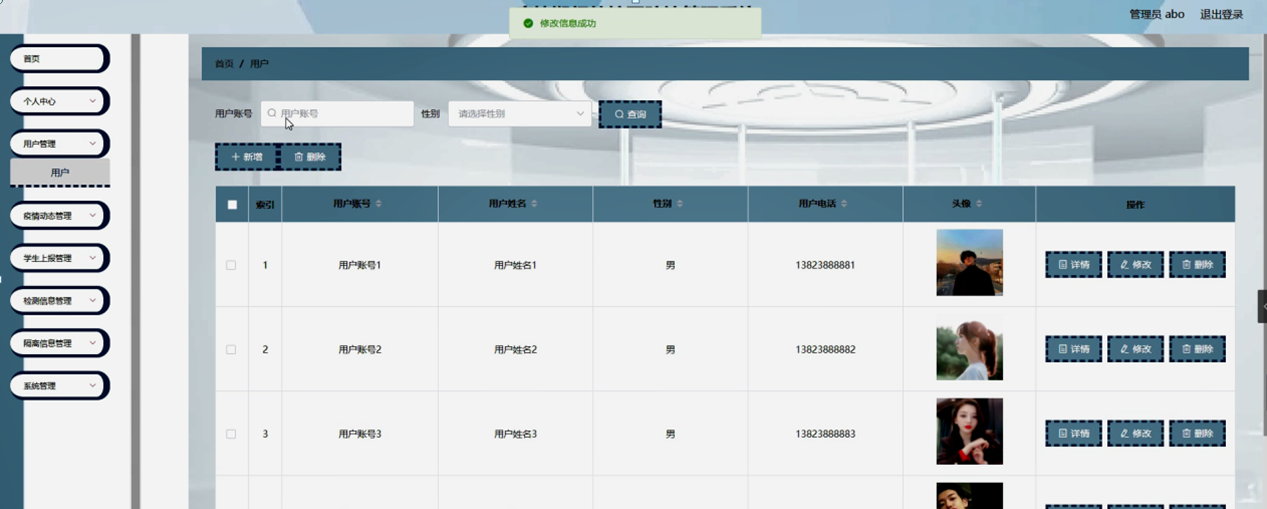 修改信息成功
管理员 abo 退出登录
首页
个人中心
用户管理
用户
疫情动态管理
学生上报管理
检测信息管理
隔离信息管理
系统管理
首页 / 用户
用户账号 用户账号 性别 请选择性别 查询
新增 删除
索引 用户账号 用户姓名 性别 用户电话 头像 操作
1 用户账号1 用户姓名1 男 13823888881 详情 修改 删除
2 用户账号2 用户姓名2 男 13823888882 详情 修改 删除
3 用户账号3 用户姓名3 男 13823888883 详情 修改 删除